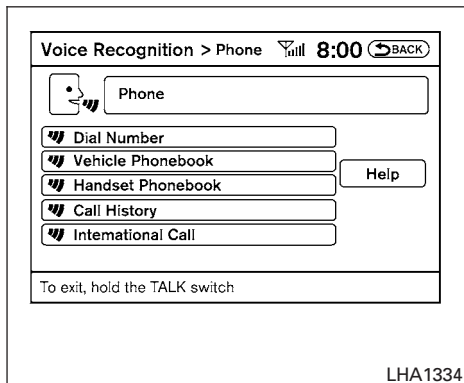 Voice Recognition > Phone 8:00 BACK
Phone
Dial Number
Vehicle Phonebook
Help
Handset Phonebook
Call History
International Call
To exit, hold the TALK switch
LHA1334